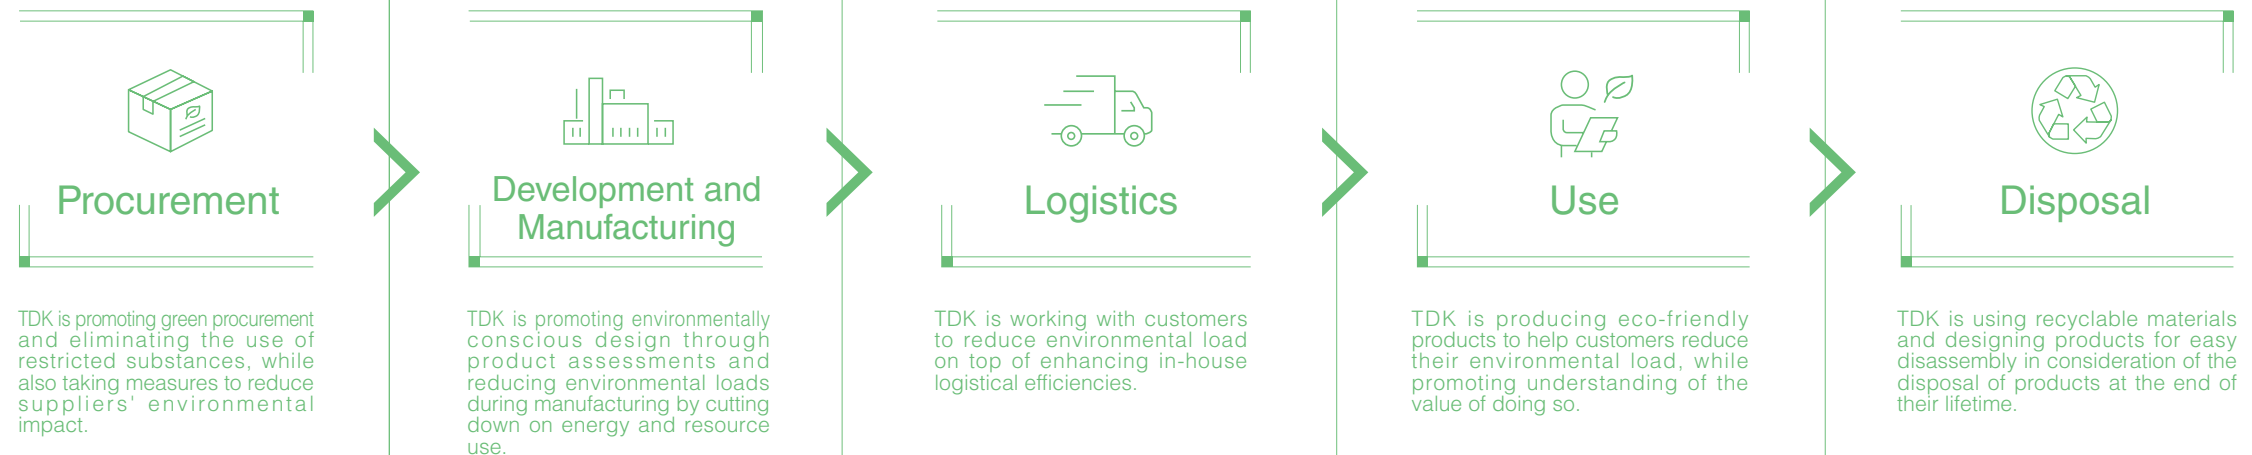 Procurement
TDK is promoting green procurement
and eliminating the use of
restricted substances, while
also taking measures to reduce
suppliers' environmental
impact.
Development and
Manufacturing
TDK is promoting environmentally
conscious design through
product assessments and
reducing environmental loads
during manufacturing by cutting
down on energy and resource
use.
Logistics
TDK is working with customers
to reduce environmental load
on top of enhancing in-house
logistical efficiencies.
Use
TDK is producing eco-friendly
products to help customers reduce
their environmental load, while
promoting understanding of the
value of doing so.
Disposal
TDK is using recyclable materials
and designing products for easy
disassembly in consideration of the
disposal of products at the end of
their lifetime.